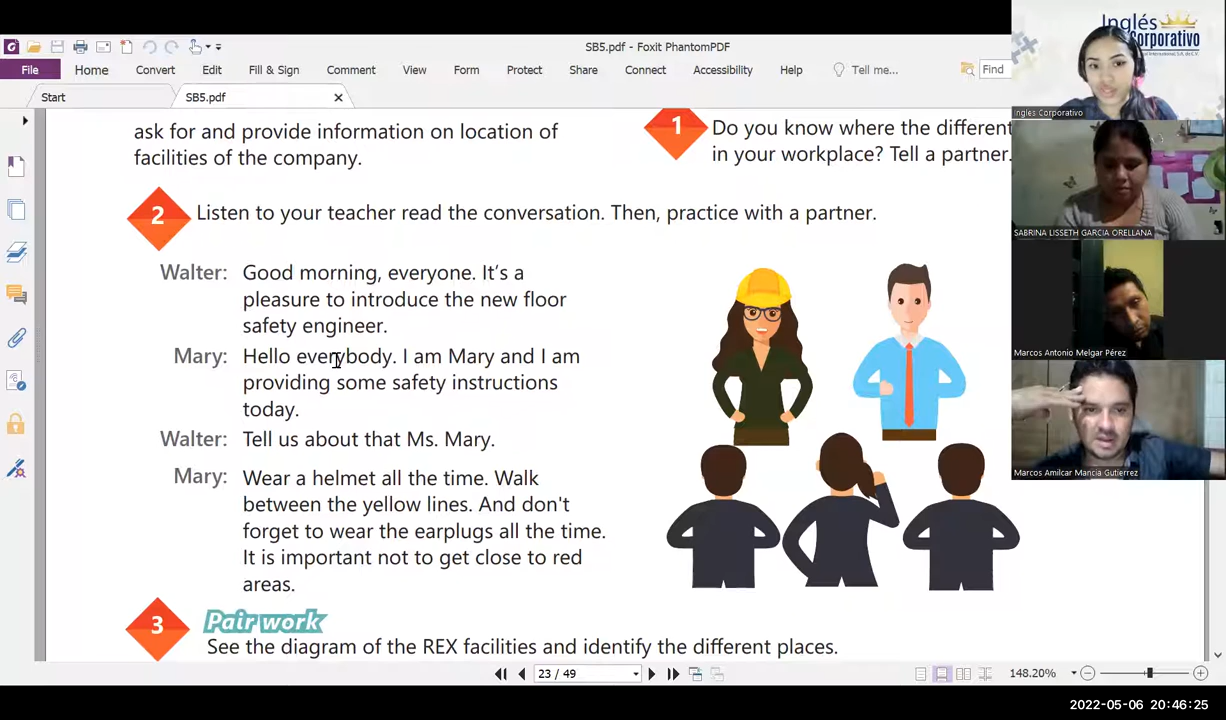 SB5.pdf - Foxit PhantomPDF
File Home Convert Edit Fill & Sign Comment View Form Protect Share Connect Accessibility Help Tell me... Find
Start SB5.pdf
ask for and provide information on location of
facilities of the company.
1 Do you know where the different
in your workplace? Tell a partner.
2 Listen to your teacher read the conversation. Then, practice with a partner.
Walter: Good morning, everyone. It's a
pleasure to introduce the new floor
safety engineer.
Mary: Hello everybody. I am Mary and I am
providing some safety instructions
today.
Walter: Tell us about that Ms. Mary.
Mary: Wear a helmet all the time. Walk
between the yellow lines. And don't
forget to wear the earplugs all the time.
It is important not to get close to red
areas.
3 Pair work
See the diagram of the REX facilities and identify the different places.
23 / 49
148.20%
Inglés
Corporativo
Ingles Corporativo
SABRINA LISSETH GARCIA ORELLANA
Marcos Antonio Melgar Pérez
Marcos Amilcar Mancia Gutierrez
2022-05-06 20:46:25